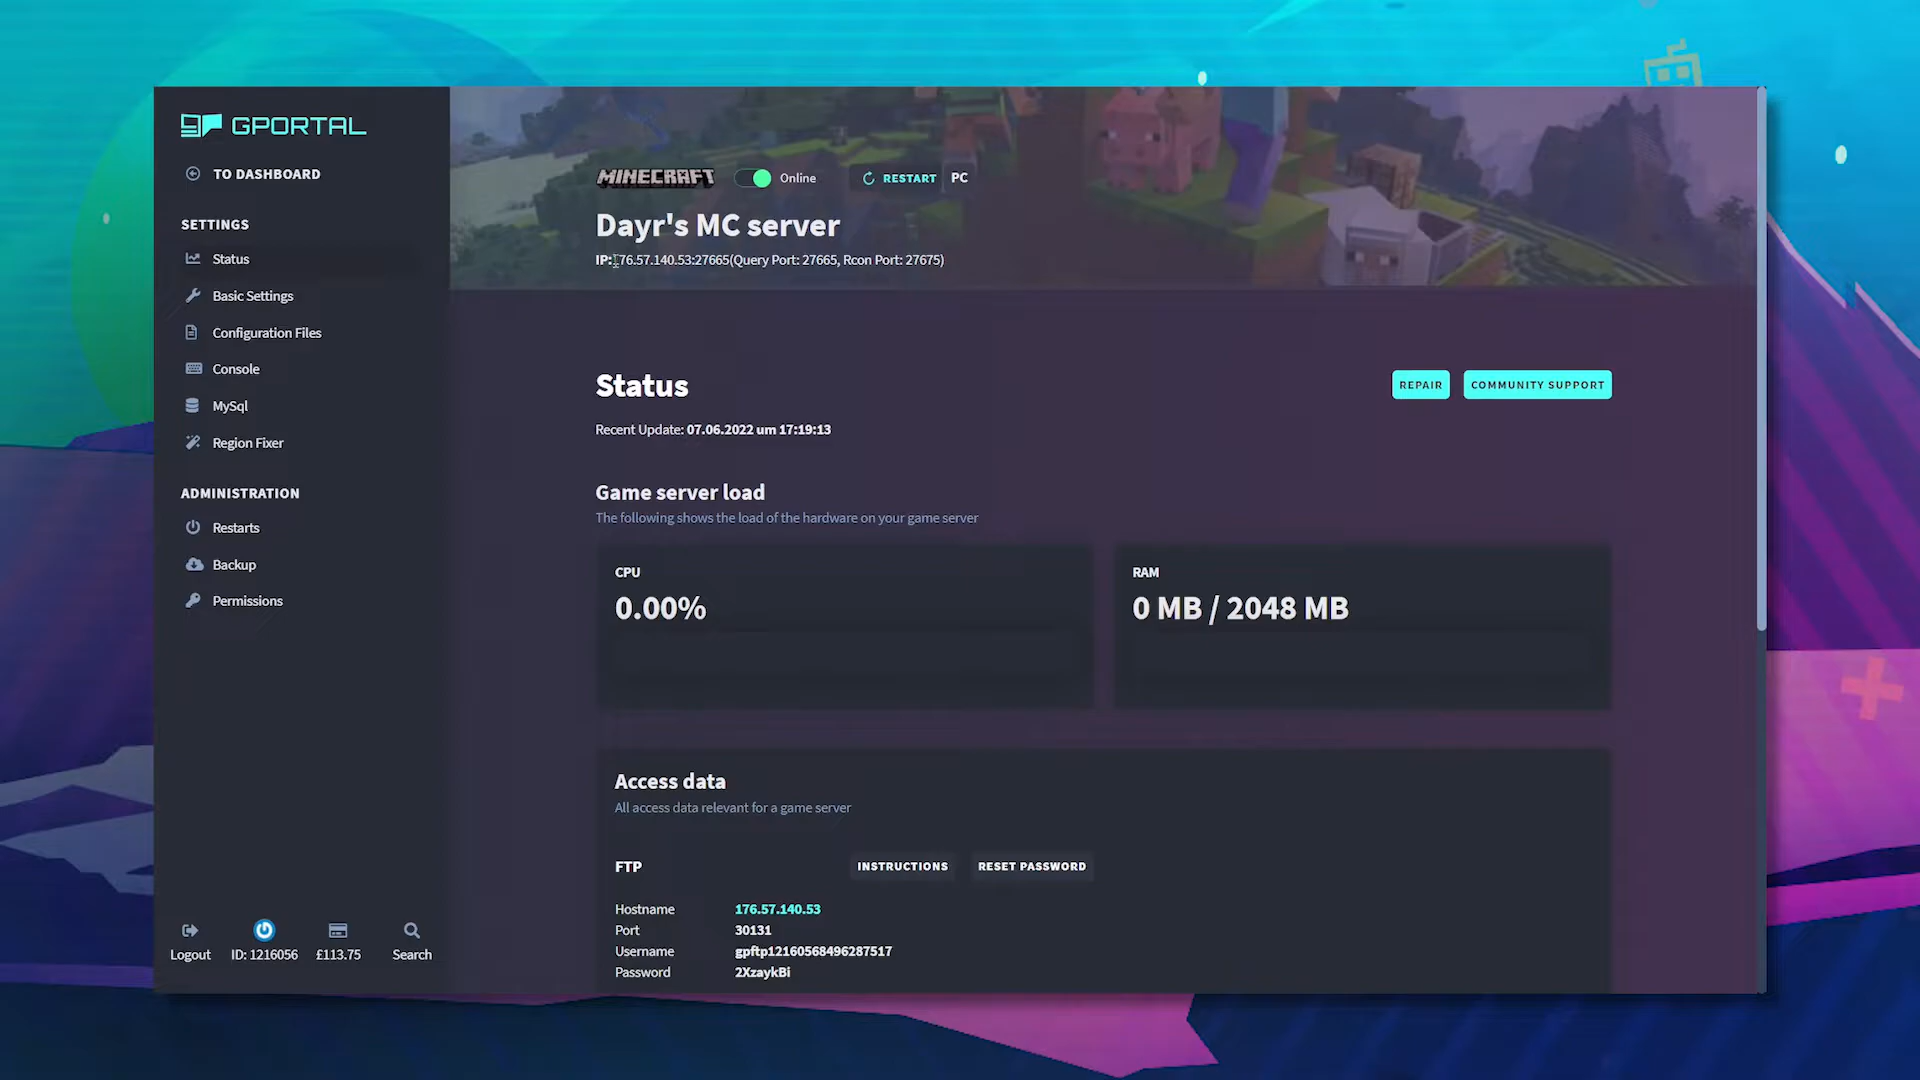 GPORTAL
TO DASHBOARD
SETTINGS
Status
Basic Settings
Configuration Files
Console
MySql
Region Fixer
ADMINISTRATION
Restarts
Backup
Permissions
Logout
ID: 1216056
£113.75
Search
MINECRAFT
Online
RESTART
PC
Dayr's MC server
IP: 176.57.140.53:27665(Query Port: 27665, Rcon Port: 27675)
Status
REPAIR
COMMUNITY SUPPORT
Recent Update: 07.06.2022 um 17:19:13
Game server load
The following shows the load of the hardware on your game server
CPU
0.00%
RAM
0 MB / 2048 MB
Access data
All access data relevant for a game server
FTP
INSTRUCTIONS
RESET PASSWORD
Hostname 176.57.140.53
Port 30131
Username gpftp12160568496287517
Password 2XzaykBi